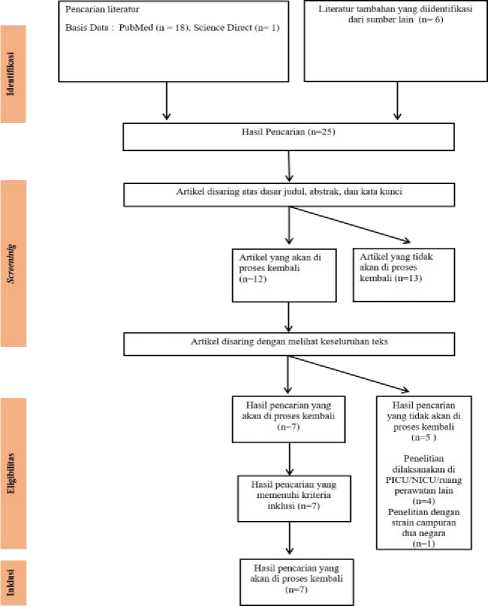 Pencarian literatur
Basis Data : PubMed (n = 18), Science Direct (n= 1)
Literatur tambahan yang diidentifikasi
dari sumber lain (n= 6)
Identifikasi
Hasil Pencarian (n=25)
Screeninig
Artikel disaring atas dasar judul, abstrak, dan kata kunci
Artikel yang akan di
proses kembali
(n=12)
Artikel yang tidak
akan di proses
kembali (n=13)
Artikel disaring dengan melihat keseluruhan teks
Eligibilitas
Hasil pencarian yang
akan di proses kembali
(n=7)
Hasil pencarian
yang tidak akan di
proses kembali
(n=5 )
Penelitian
dilaksanakan di
PICU/NICU/ruang
perawatan lain
(n=4)
Penelitian dengan
strain campuran
dua negara
(n=1)
Hasil pencarian yang
memenuhi kriteria
inklusi (n=7)
Inklusi
Hasil pencarian yang
akan di proses kembali
(n=7)